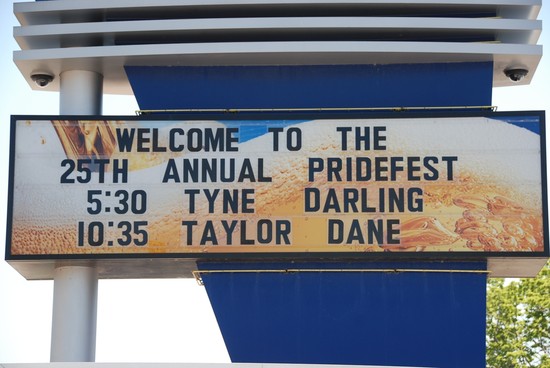 WELCOME TO THE
25TH ANNUAL PRIDEFEST
5:30 TYNE DARLING
10:35 TAYLOR DANE